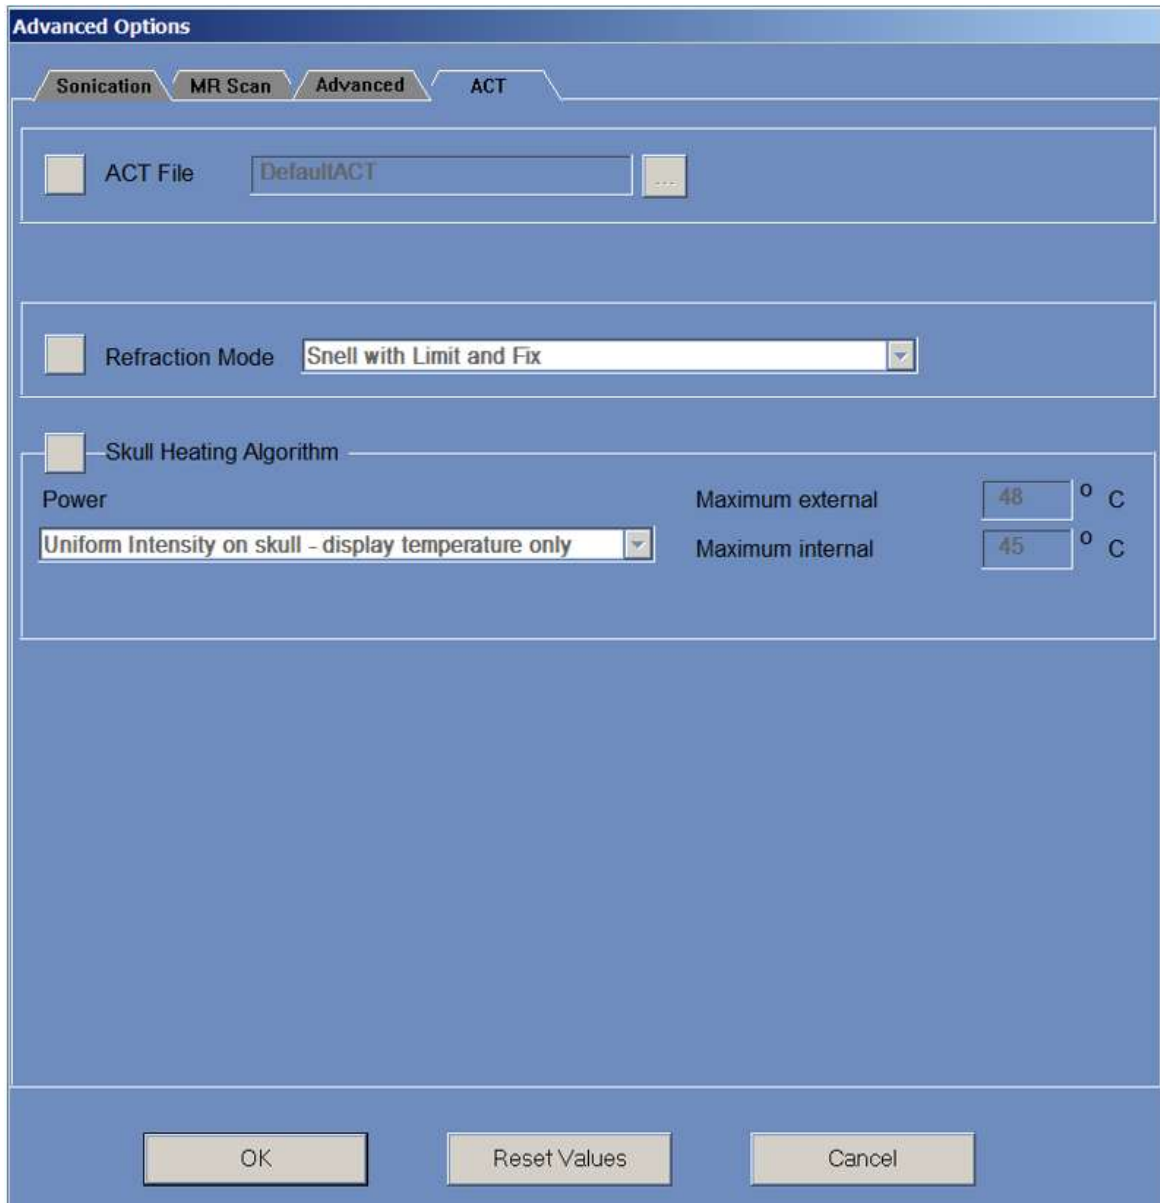 Advanced Options
Sonication MR Scan Advanced ACT
ACT File DefaultACT ...
Refraction Mode Snell with Limit and Fix
Skull Heating Algorithm
Power Maximum external 48 o C
Uniform Intensity on skull - display temperature only Maximum internal 45 o C
OK Reset Values Cancel